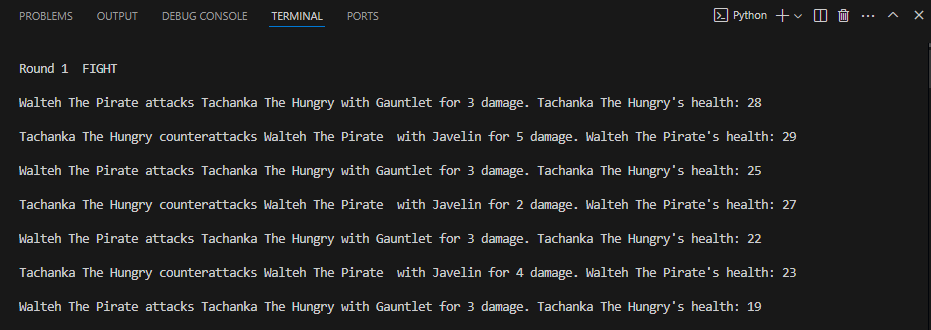 PROBLEMS OUTPUT DEBUG CONSOLE TERMINAL PORTS Python
Round 1  FIGHT
Walteh The Pirate attacks Tachanka The Hungry with Gauntlet for 3 damage. Tachanka The Hungry's health: 28
Tachanka The Hungry counterattacks Walteh The Pirate  with Javelin for 5 damage. Walteh The Pirate's health: 29
Walteh The Pirate attacks Tachanka The Hungry with Gauntlet for 3 damage. Tachanka The Hungry's health: 25
Tachanka The Hungry counterattacks Walteh The Pirate  with Javelin for 2 damage. Walteh The Pirate's health: 27
Walteh The Pirate attacks Tachanka The Hungry with Gauntlet for 3 damage. Tachanka The Hungry's health: 22
Tachanka The Hungry counterattacks Walteh The Pirate  with Javelin for 4 damage. Walteh The Pirate's health: 23
Walteh The Pirate attacks Tachanka The Hungry with Gauntlet for 3 damage. Tachanka The Hungry's health: 19